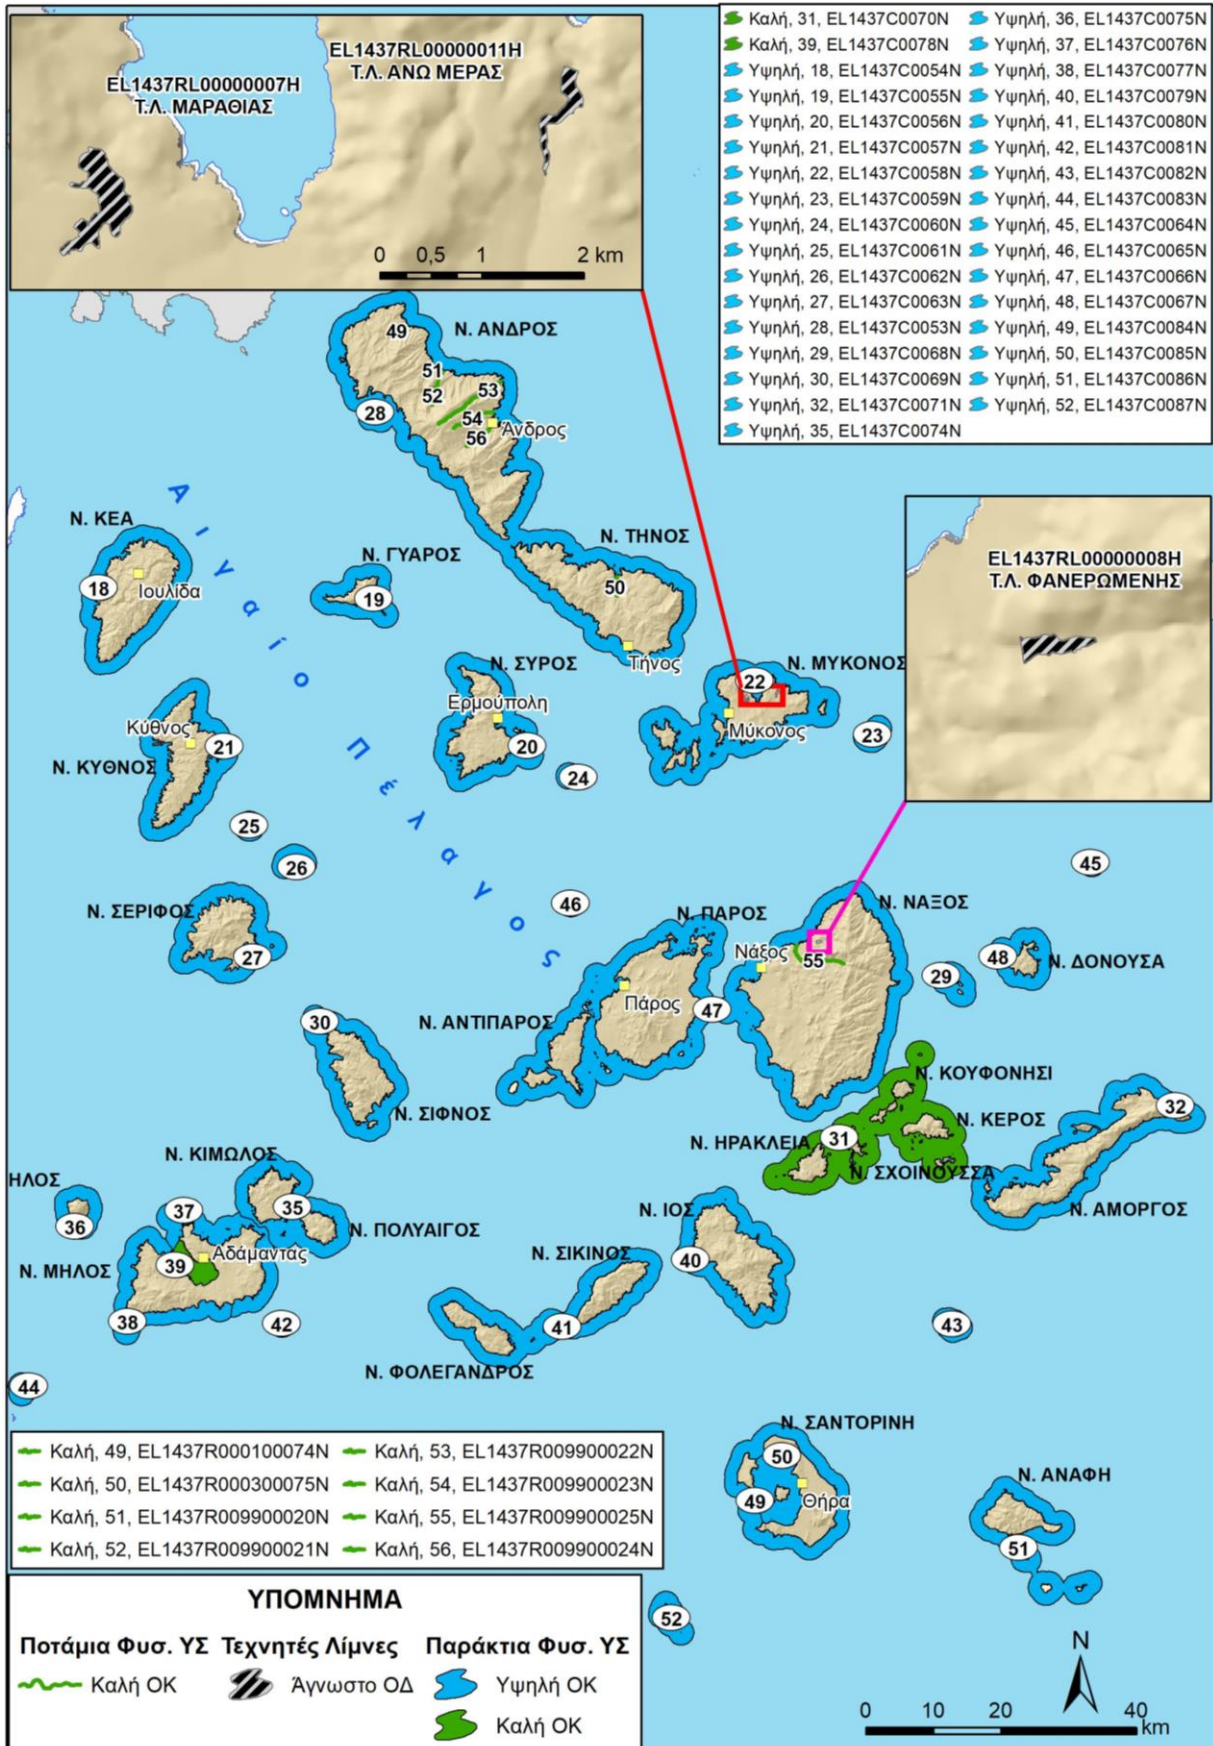 EL1437RL00000011H
Τ.Λ. ΑΝΩ ΜΕΡΑΣ
EL1437RL00000007H
Τ.Λ. ΜΑΡΑΘΙΑΣ
0 0,5 1 2 km
Καλή, 31, EL1437C0070N
Καλή, 39, EL1437C0078N
Υψηλή, 18, EL1437C0054N
Υψηλή, 19, EL1437C0055N
Υψηλή, 20, EL1437C0056N
Υψηλή, 21, EL1437C0057N
Υψηλή, 22, EL1437C0058N
Υψηλή, 23, EL1437C0059N
Υψηλή, 24, EL1437C0060N
Υψηλή, 25, EL1437C0061N
Υψηλή, 26, EL1437C0062N
Υψηλή, 27, EL1437C0063N
Υψηλή, 28, EL1437C0053N
Υψηλή, 29, EL1437C0068N
Υψηλή, 30, EL1437C0069N
Υψηλή, 32, EL1437C0071N
Υψηλή, 35, EL1437C0074N
Υψηλή, 36, EL1437C0075N
Υψηλή, 37, EL1437C0076N
Υψηλή, 38, EL1437C0077N
Υψηλή, 40, EL1437C0079N
Υψηλή, 41, EL1437C0080N
Υψηλή, 42, EL1437C0081N
Υψηλή, 43, EL1437C0082N
Υψηλή, 44, EL1437C0083N
Υψηλή, 45, EL1437C0064N
Υψηλή, 46, EL1437C0065N
Υψηλή, 47, EL1437C0066N
Υψηλή, 48, EL1437C0067N
Υψηλή, 49, EL1437C0084N
Υψηλή, 50, EL1437C0085N
Υψηλή, 51, EL1437C0086N
Υψηλή, 52, EL1437C0087N
Ν. ΑΝΔΡΟΣ
49
51
52
53
54
56
28
Άνδρος
Αιγαίο Πέλαγος
Ν. ΚΕΑ
18
Ιουλίδα
Ν. ΓΥΑΡΟΣ
19
Ν. ΤΗΝΟΣ
50
Τήνος
EL1437RL00000008H
Τ.Λ. ΦΑΝΕΡΩΜΕΝΗΣ
Ν. ΣΥΡΟΣ
Ερμούπολη
20
24
Ν. ΜΥΚΟΝΟΣ
22
Μύκονος
23
Κύθνος
21
Ν. ΚΥΘΝΟΣ
25
26
45
Ν. ΣΕΡΙΦΟΣ
27
46
Ν. ΠΑΡΟΣ
Πάρος
47
Ν. ΝΑΞΟΣ
Νάξος
55
29
48
Ν. ΔΟΝΟΥΣΑ
30
Ν. ΣΙΦΝΟΣ
Ν. ΑΝΤΙΠΑΡΟΣ
Ν. ΚΟΥΦΟΝΗΣΙ
Ν. ΚΕΡΟΣ
Ν. ΗΡΑΚΛΕΙΑ
31
Ν. ΣΧΟΙΝΟΥΣΣΑ
32
Ν. ΑΜΟΡΓΟΣ
Ν. ΚΙΜΩΛΟΣ
ΗΛΟΣ
36
37
35
Ν. ΠΟΛΥΑΙΓΟΣ
Ν. ΜΗΛΟΣ
39
Αδάμαντας
38
42
Ν. ΙΟΣ
40
Ν. ΣΙΚΙΝΟΣ
41
Ν. ΦΟΛΕΓΑΝΔΡΟΣ
43
44
Ν. ΣΑΝΤΟΡΙΝΗ
50
49
Θήρα
Ν. ΑΝΑΦΗ
51
52
Καλή, 49, EL1437R000100074N
Καλή, 50, EL1437R000300075N
Καλή, 51, EL1437R009900020N
Καλή, 52, EL1437R009900021N
Καλή, 53, EL1437R009900022N
Καλή, 54, EL1437R009900023N
Καλή, 55, EL1437R009900025N
Καλή, 56, EL1437R009900024N
ΥΠΟΜΝΗΜΑ
Ποτάμια Φυσ. ΥΣ
Καλή ΟΚ
Τεχνητές Λίμνες
Άγνωστο ΟΔ
Παράκτια Φυσ. ΥΣ
Υψηλή ΟΚ
Καλή ΟΚ
N
0 10 20 40
km